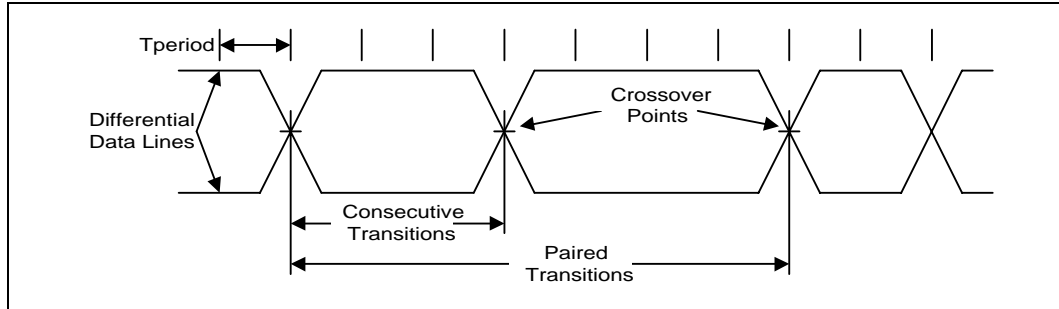 Tperiod
Differential
Data Lines
Crossover
Points
Consecutive
Transitions
Paired
Transitions